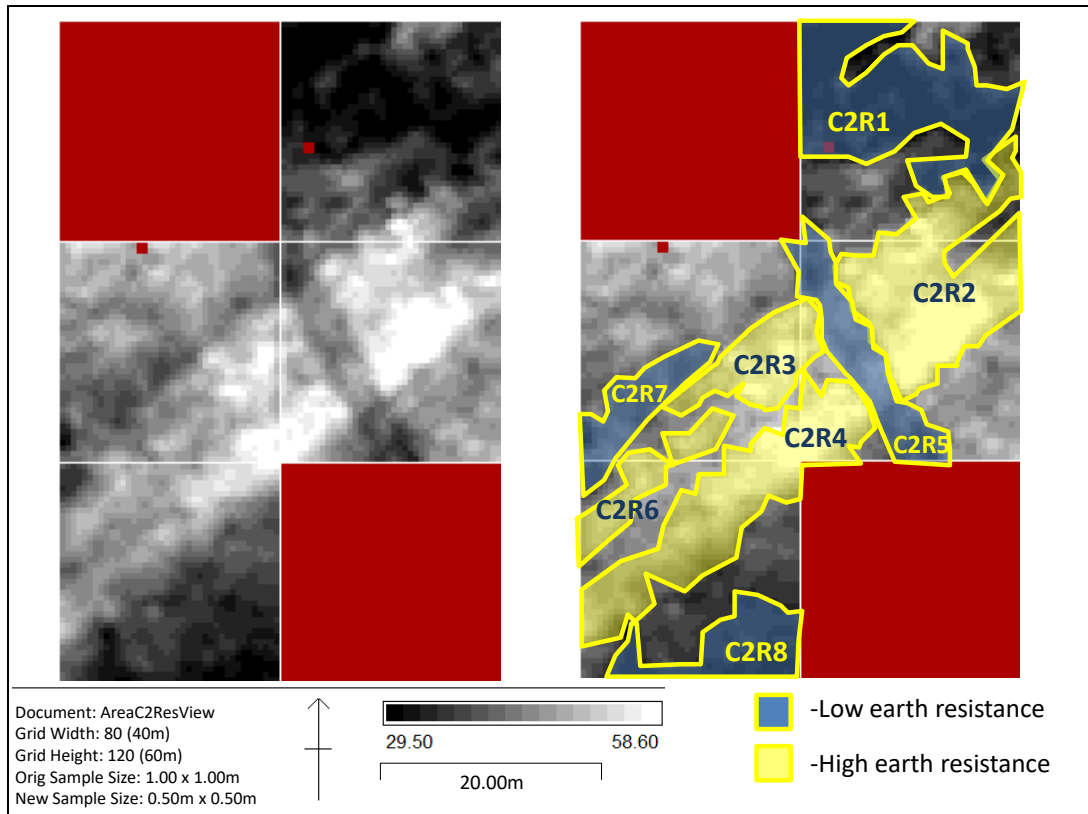 C2R1
C2R2
C2R3
C2R7
C2R4
C2R5
C2R6
C2R8
Document: AreaC2ResView
Grid Width: 80 (40m)
Grid Height: 120 (60m)
Orig Sample Size: 1.00 x 1.00m
New Sample Size: 0.50m x 0.50m
29.50 58.60
20.00m
-Low earth resistance
-High earth resistance